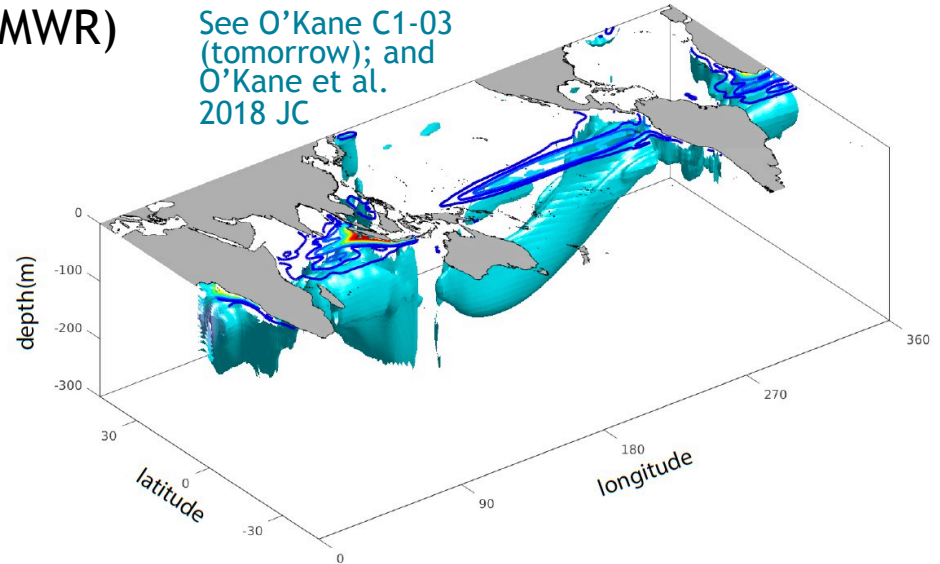 MWR)
See O'Kane C1-03
(tomorrow); and
O'Kane et al.
2018 JC
0
-100
-200
-300
depth(m)
30
0
-30
latitude
0
90
180
270
360
longitude